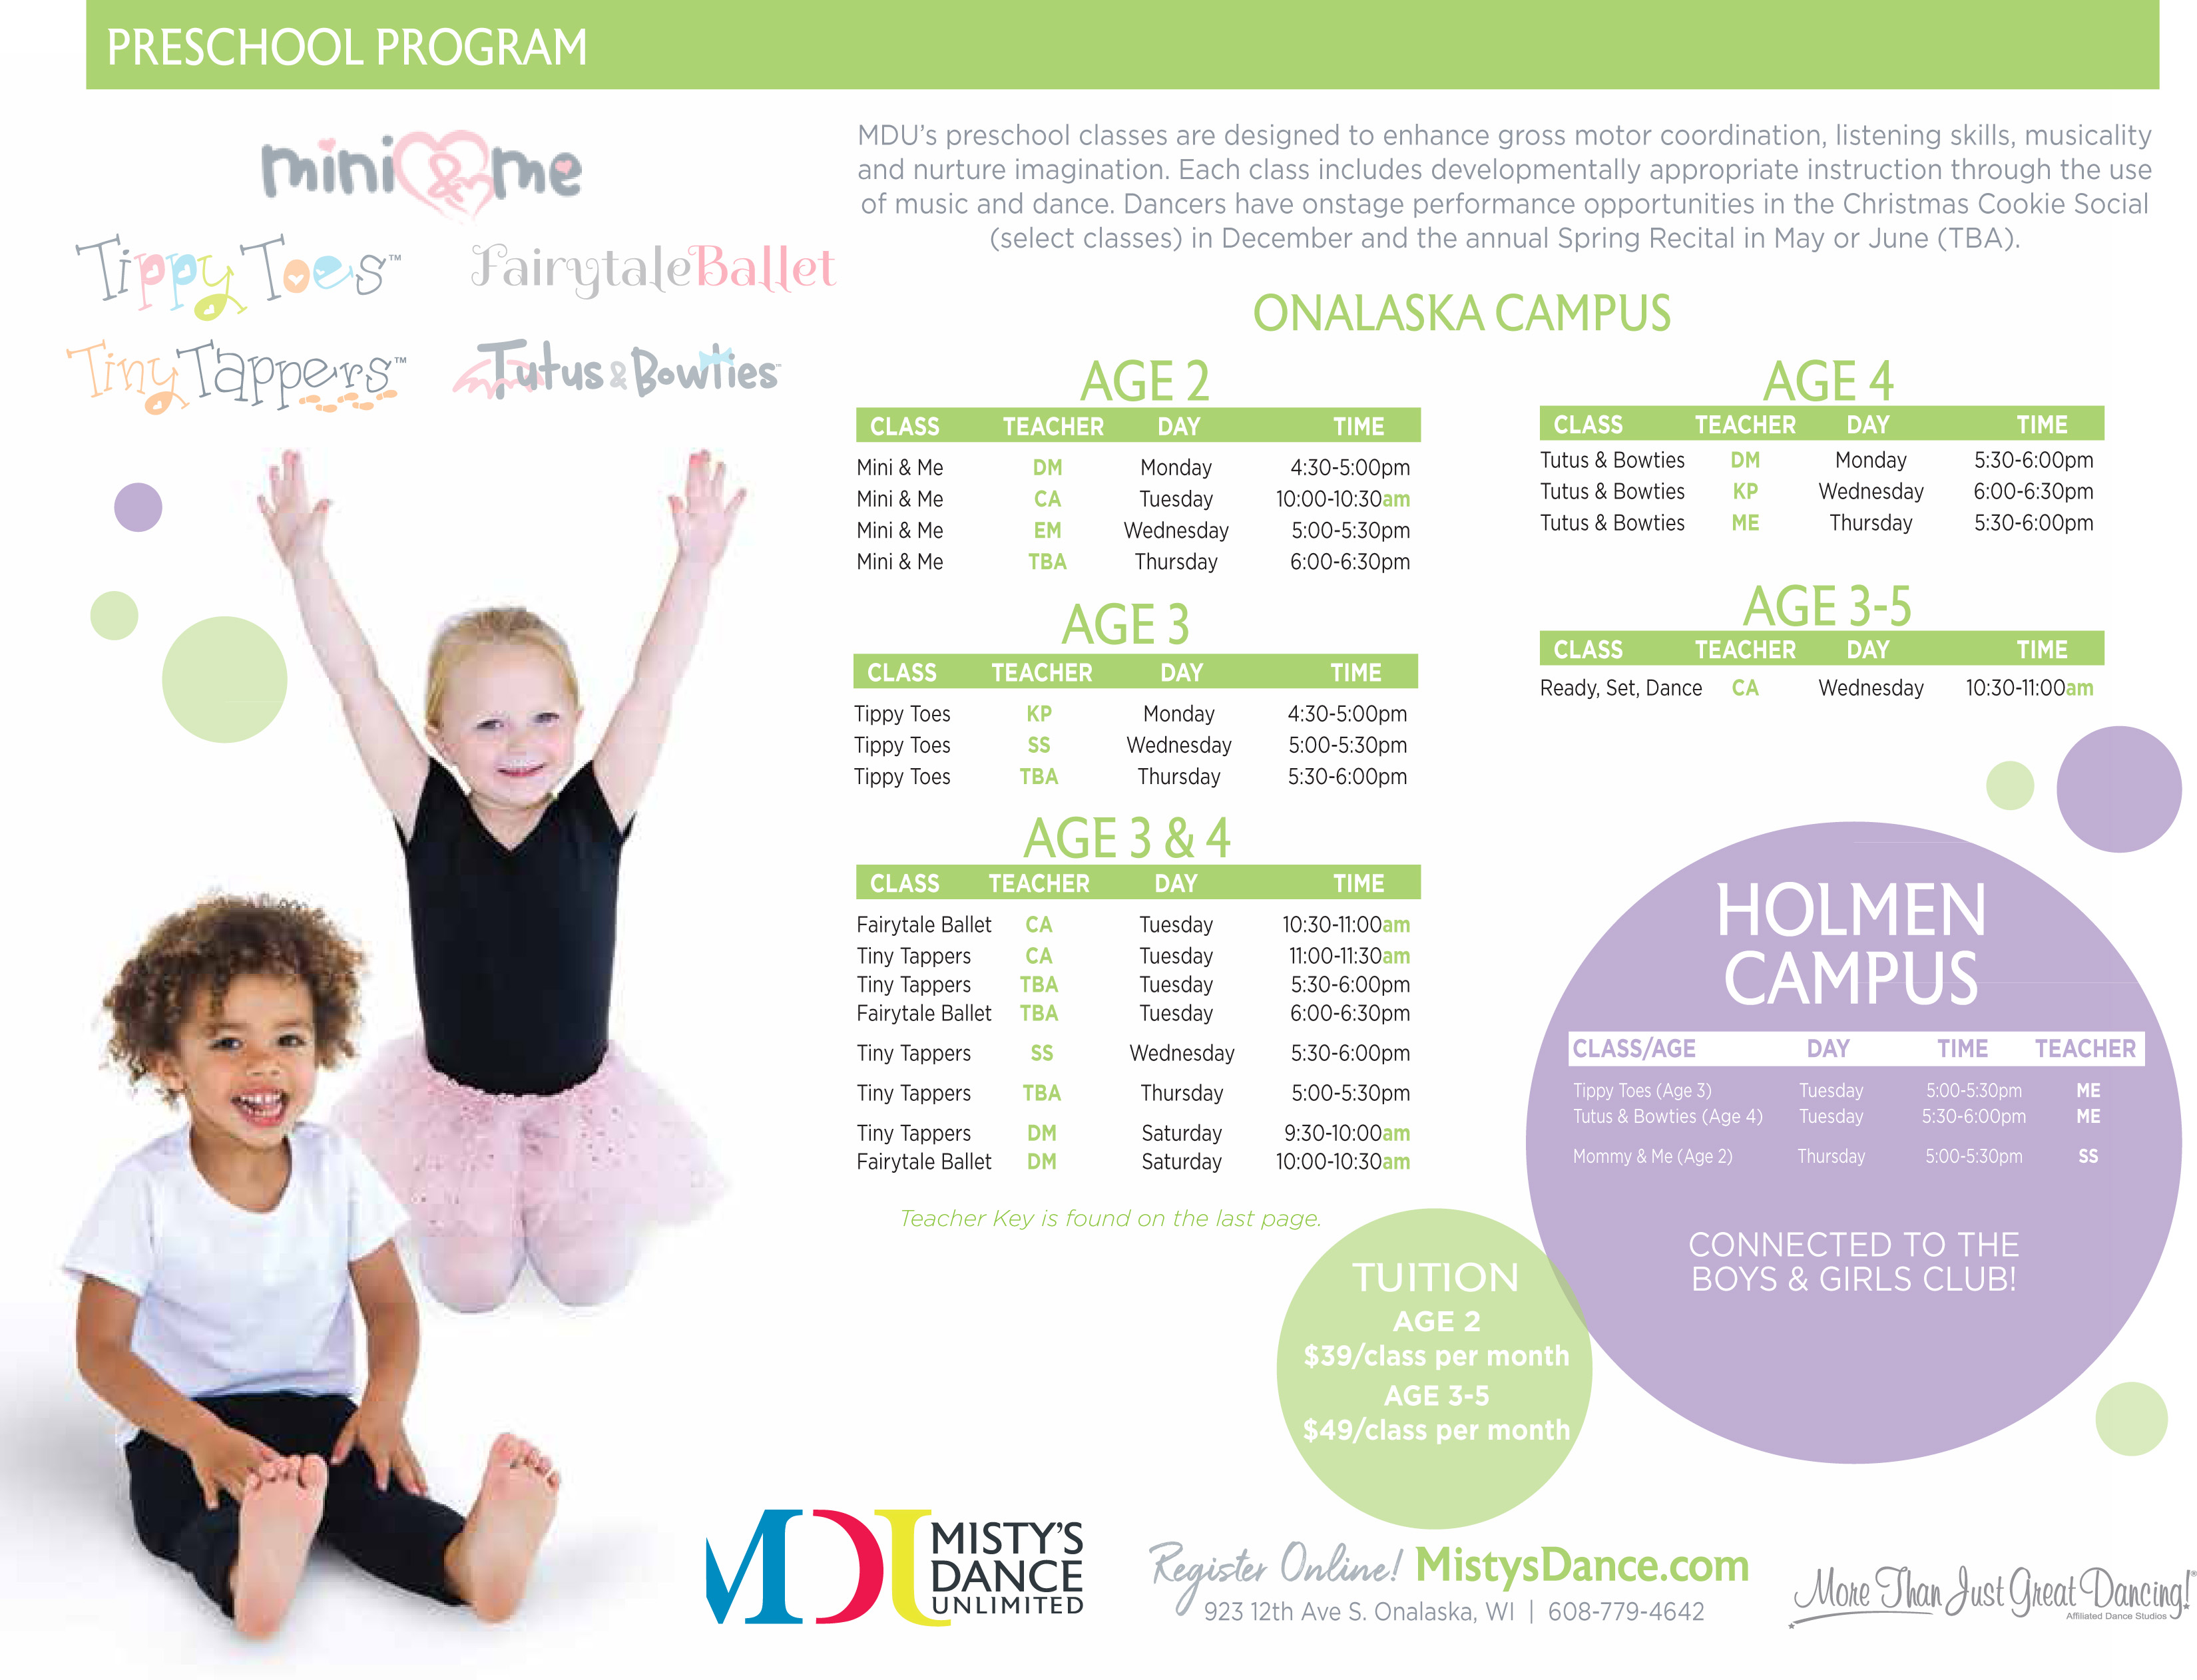 PRESCHOOL PROGRAM
mini & me
Tippy Toes™
FairytaleBallet
Tiny Tappers™
Tutus & Bowties™
MDU's preschool classes are designed to enhance gross motor coordination, listening skills, musicality
and nurture imagination. Each class includes developmentally appropriate instruction through the use
of music and dance. Dancers have onstage performance opportunities in the Christmas Cookie Social
(select classes) in December and the annual Spring Recital in May or June (TBA).
ONALASKA CAMPUS
AGE 2
CLASS TEACHER DAY TIME
Mini & Me DM Monday 4:30-5:00pm
Mini & Me CA Tuesday 10:00-10:30am
Mini & Me EM Wednesday 5:00-5:30pm
Mini & Me TBA Thursday 6:00-6:30pm
AGE 3
CLASS TEACHER DAY TIME
Tippy Toes KP Monday 4:30-5:00pm
Tippy Toes SS Wednesday 5:00-5:30pm
Tippy Toes TBA Thursday 5:30-6:00pm
AGE 3 & 4
CLASS TEACHER DAY TIME
Fairytale Ballet CA Tuesday 10:30-11:00am
Tiny Tappers CA Tuesday 11:00-11:30am
Tiny Tappers TBA Tuesday 5:30-6:00pm
Fairytale Ballet TBA Tuesday 6:00-6:30pm
Tiny Tappers SS Wednesday 5:30-6:00pm
Tiny Tappers TBA Thursday 5:00-5:30pm
Tiny Tappers DM Saturday 9:30-10:00am
Fairytale Ballet DM Saturday 10:00-10:30am
Teacher Key is found on the last page.
AGE 4
CLASS TEACHER DAY TIME
Tutus & Bowties DM Monday 5:30-6:00pm
Tutus & Bowties KP Wednesday 6:00-6:30pm
Tutus & Bowties ME Thursday 5:30-6:00pm
AGE 3-5
CLASS TEACHER DAY TIME
Ready, Set, Dance CA Wednesday 10:30-11:00am
HOLMEN
CAMPUS
CLASS/AGE DAY TIME TEACHER
Tippy Toes (Age 3) Tuesday 5:00-5:30pm ME
Tutus & Bowties (Age 4) Tuesday 5:30-6:00pm ME
Mommy & Me (Age 2) Thursday 5:00-5:30pm SS
CONNECTED TO THE
BOYS & GIRLS CLUB!
TUITION
AGE 2
$39/class per month
AGE 3-5
$49/class per month
MDU
MISTY'S
DANCE
UNLIMITED
Register Online! MistysDance.com
923 12th Ave S. Onalaska, WI | 608-779-4642
More Than Just Great Dancing!®
Affiliated Dance Studios